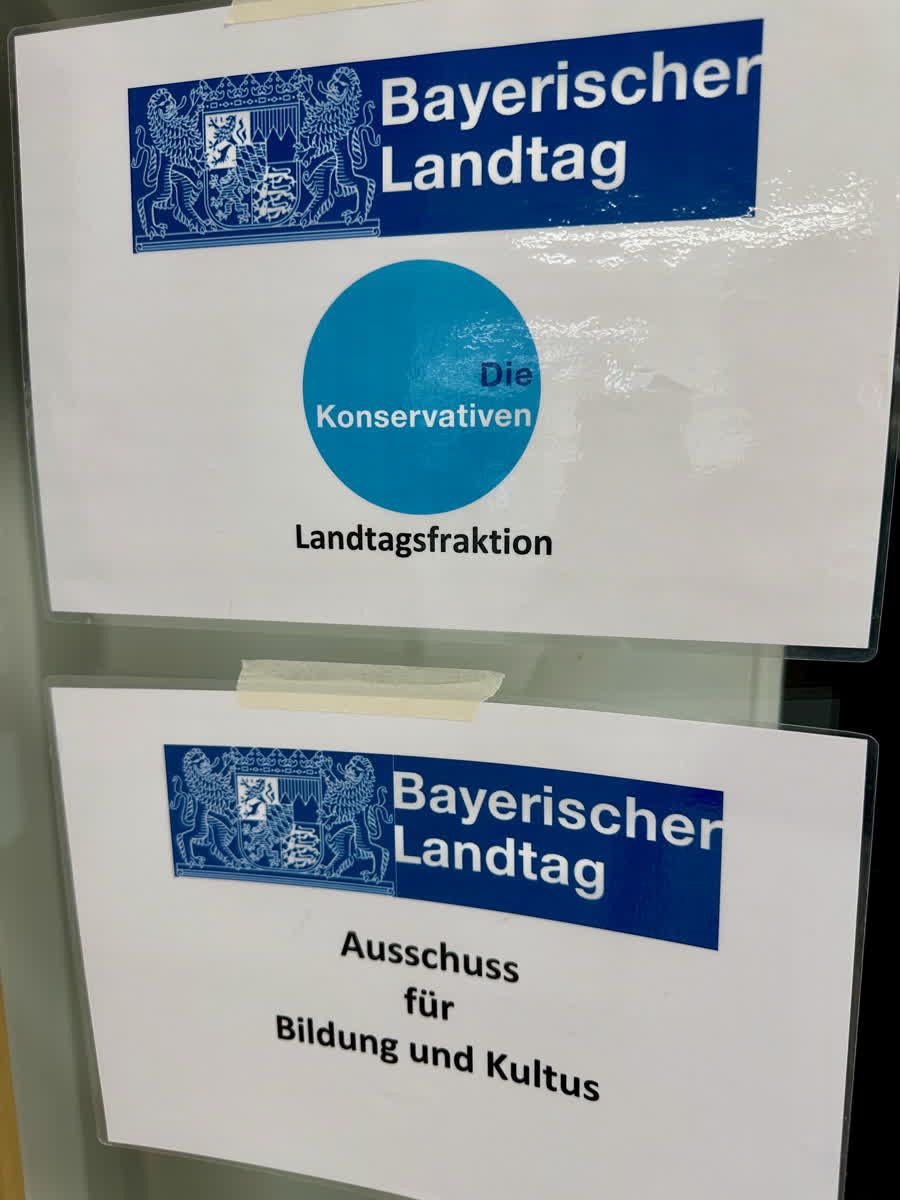 Bayerischer
Landtag
Die
Konservativen
Landtagsfraktion
Bayerischer
Landtag
Ausschuss
für
Bildung und Kultus